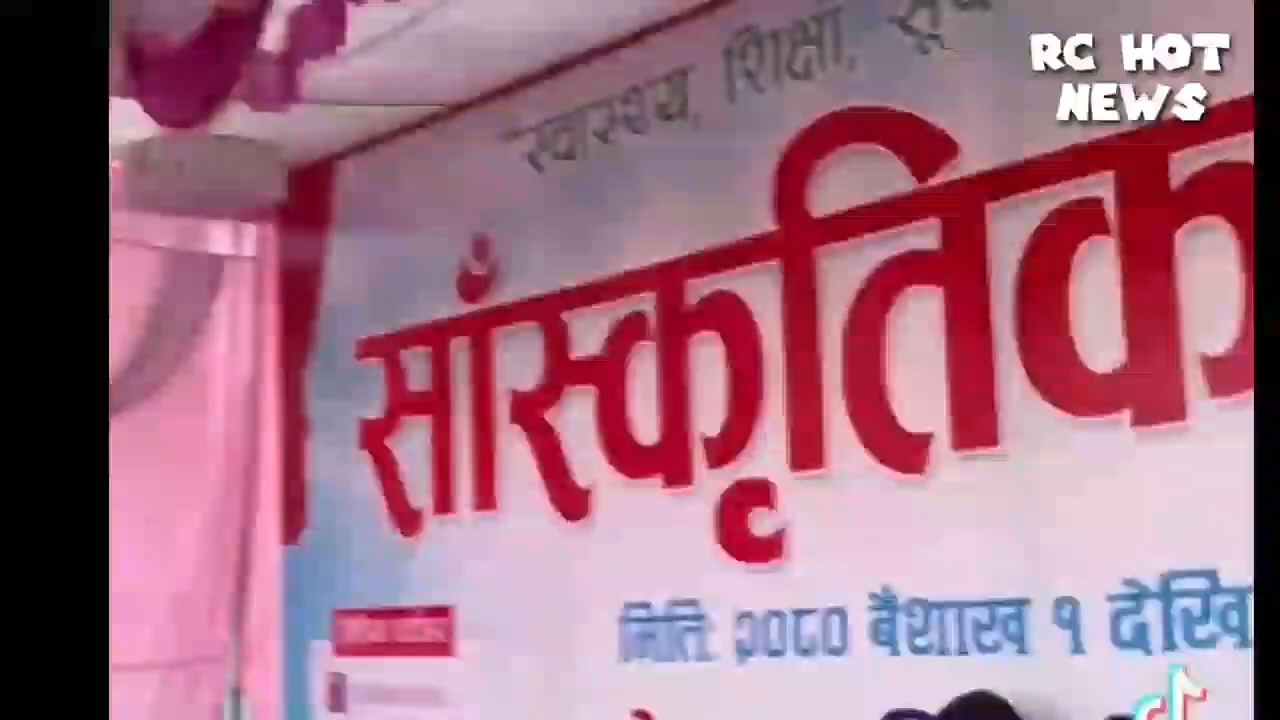 RC HOT
NEWS
स्वास्थ्य, शिक्षा,
सांस्कृतिक
मिति: २०८० बैशाख १ देखि